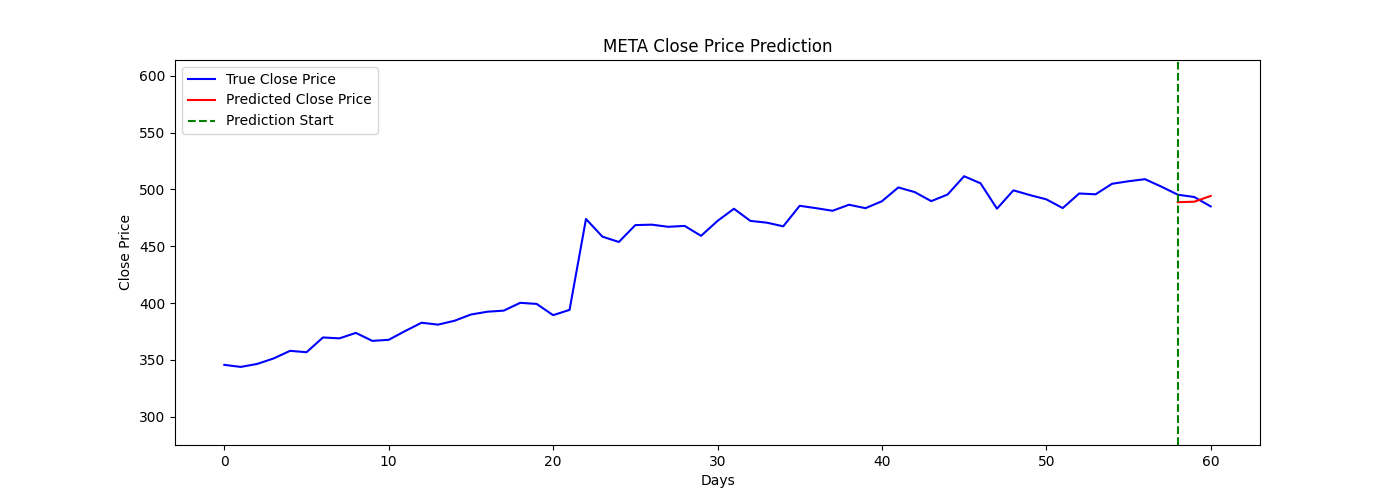 META Close Price Prediction
True Close Price
Predicted Close Price
Prediction Start
600
550
500
450
400
350
300
Close Price
0 10 20 30 40 50 60
Days